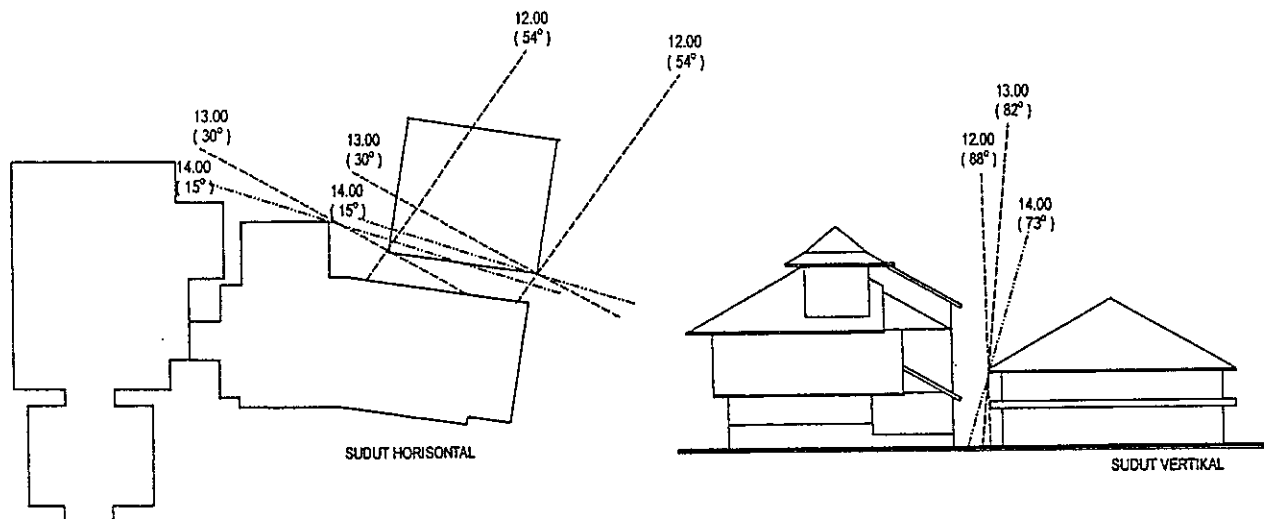 12.00
( 54° )
12.00
( 54° )
13.00
( 30° )
13.00
( 30° )
14.00
( 15° )
14.00
( 15° )
SUDUT HORISONTAL
13.00
( 82° )
12.00
( 88° )
14.00
( 73° )
SUDUT VERTIKAL